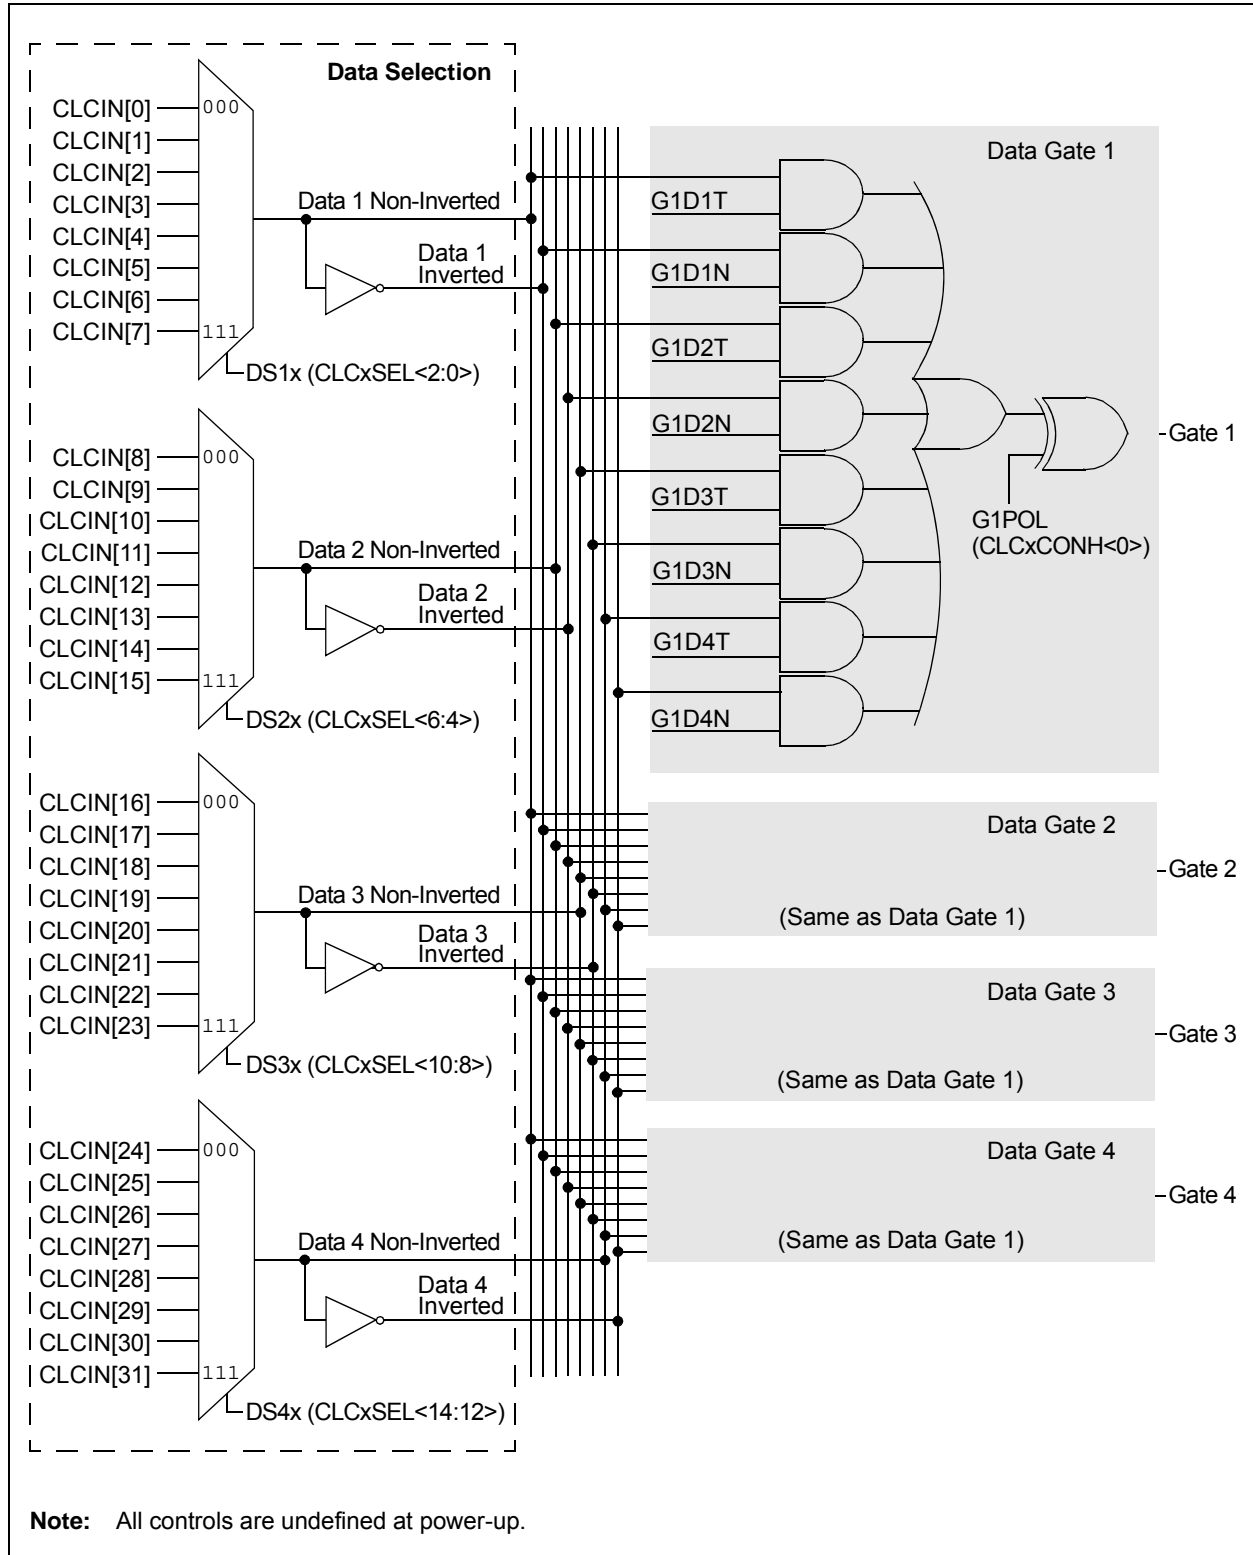 Data Selection
CLCIN[0]
CLCIN[1]
CLCIN[2]
CLCIN[3]
CLCIN[4]
CLCIN[5]
CLCIN[6]
CLCIN[7]
000
111
Data 1 Non-Inverted
Data 1
Inverted
DS1x (CLCxSEL<2:0>)
CLCIN[8]
CLCIN[9]
CLCIN[10]
CLCIN[11]
CLCIN[12]
CLCIN[13]
CLCIN[14]
CLCIN[15]
000
111
Data 2 Non-Inverted
Data 2
Inverted
DS2x (CLCxSEL<6:4>)
CLCIN[16]
CLCIN[17]
CLCIN[18]
CLCIN[19]
CLCIN[20]
CLCIN[21]
CLCIN[22]
CLCIN[23]
000
111
Data 3 Non-Inverted
Data 3
Inverted
DS3x (CLCxSEL<10:8>)
CLCIN[24]
CLCIN[25]
CLCIN[26]
CLCIN[27]
CLCIN[28]
CLCIN[29]
CLCIN[30]
CLCIN[31]
000
111
Data 4 Non-Inverted
Data 4
Inverted
DS4x (CLCxSEL<14:12>)
Data Gate 1
G1D1T
G1D1N
G1D2T
G1D2N
G1D3T
G1D3N
G1D4T
G1D4N
G1POL
(CLCxCONH<0>)
Gate 1
Data Gate 2
(Same as Data Gate 1)
Gate 2
Data Gate 3
(Same as Data Gate 1)
Gate 3
Data Gate 4
(Same as Data Gate 1)
Gate 4
Note: All controls are undefined at power-up.